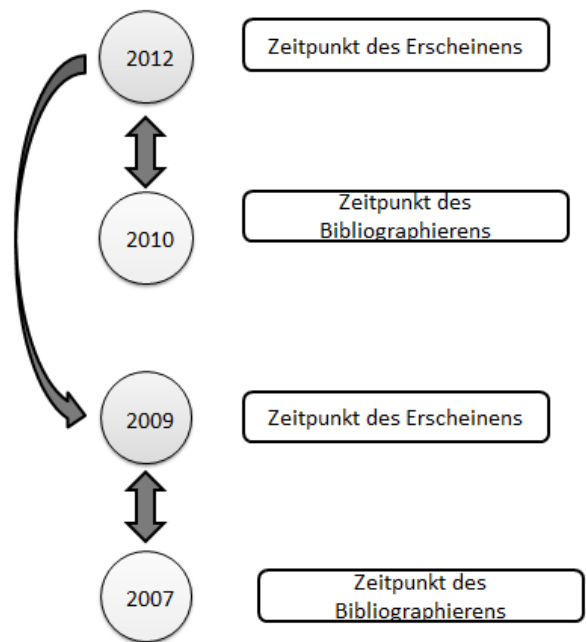 2012
Zeitpunkt des Erscheinens
2010
Zeitpunkt des
Bibliographierens
2009
Zeitpunkt des Erscheinens
2007
Zeitpunkt des
Bibliographierens